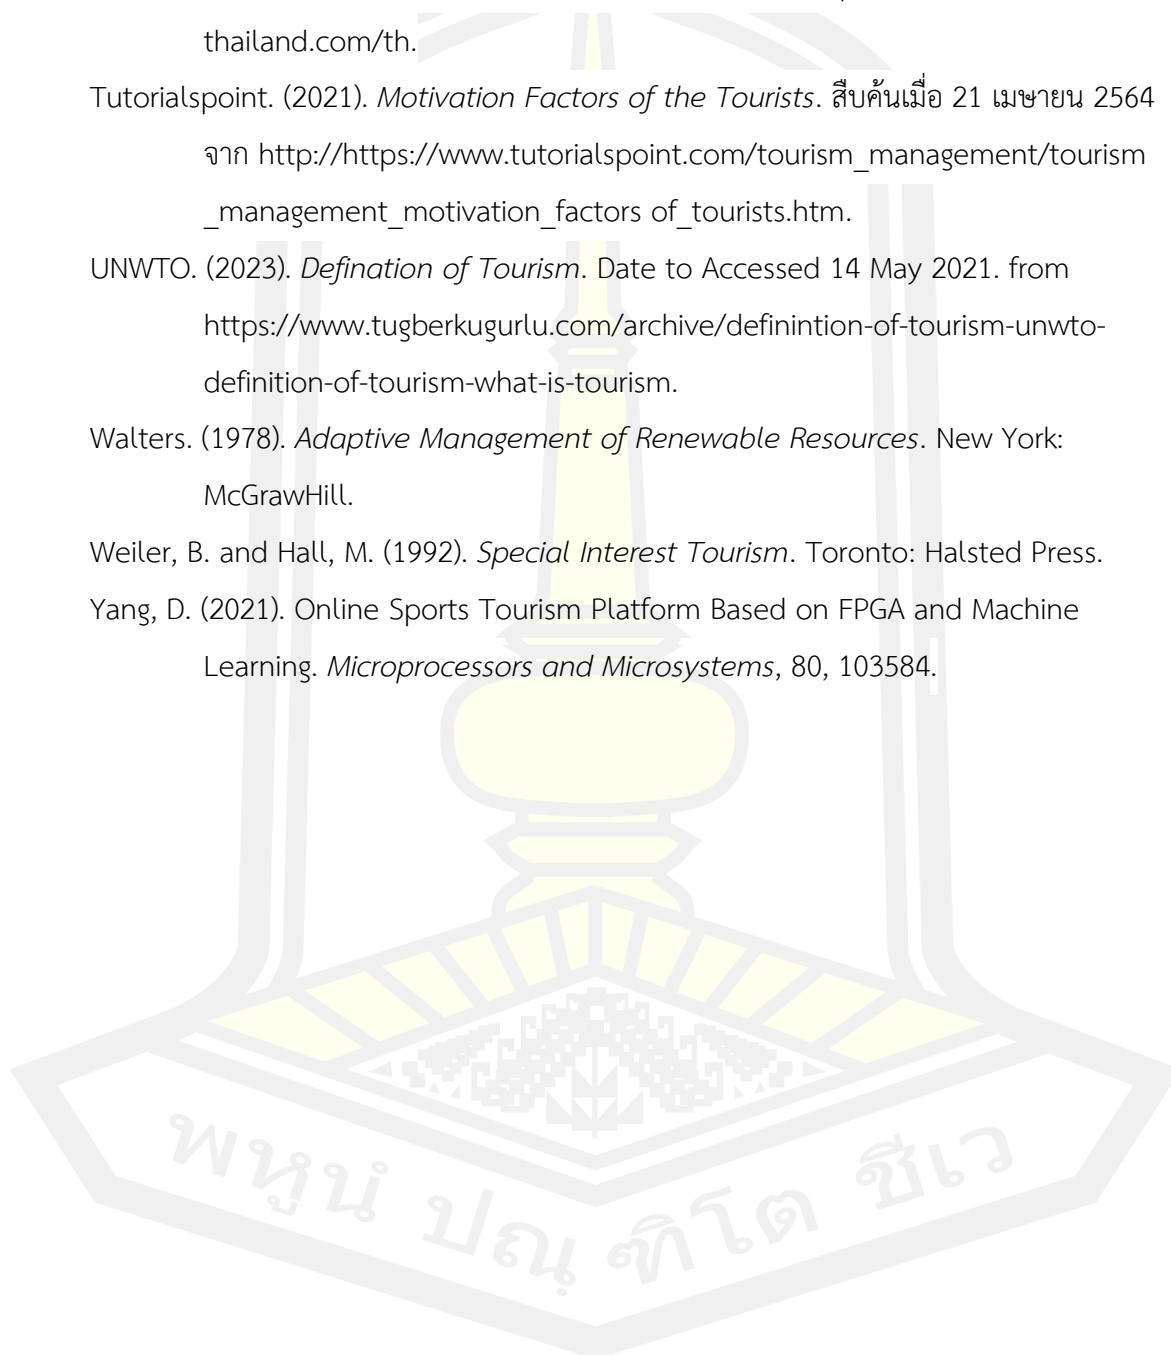 thailand.com/th.
Tutorialspoint. (2021). Motivation Factors of the Tourists. สืบค้นเมื่อ 21 เมษายน 2564
จาก http://https://www.tutorialspoint.com/tourism_management/tourism
_management_motivation_factors of_tourists.htm.
UNWTO. (2023). Defination of Tourism. Date to Accessed 14 May 2021. from
https://www.tugberkugurlu.com/archive/definintion-of-tourism-unwto-
definition-of-tourism-what-is-tourism.
Walters. (1978). Adaptive Management of Renewable Resources. New York:
McGrawHill.
Weiler, B. and Hall, M. (1992). Special Interest Tourism. Toronto: Halsted Press.
Yang, D. (2021). Online Sports Tourism Platform Based on FPGA and Machine
Learning. Microprocessors and Microsystems, 80, 103584.
พหูนํ ปณฺฑิโต ชีเว